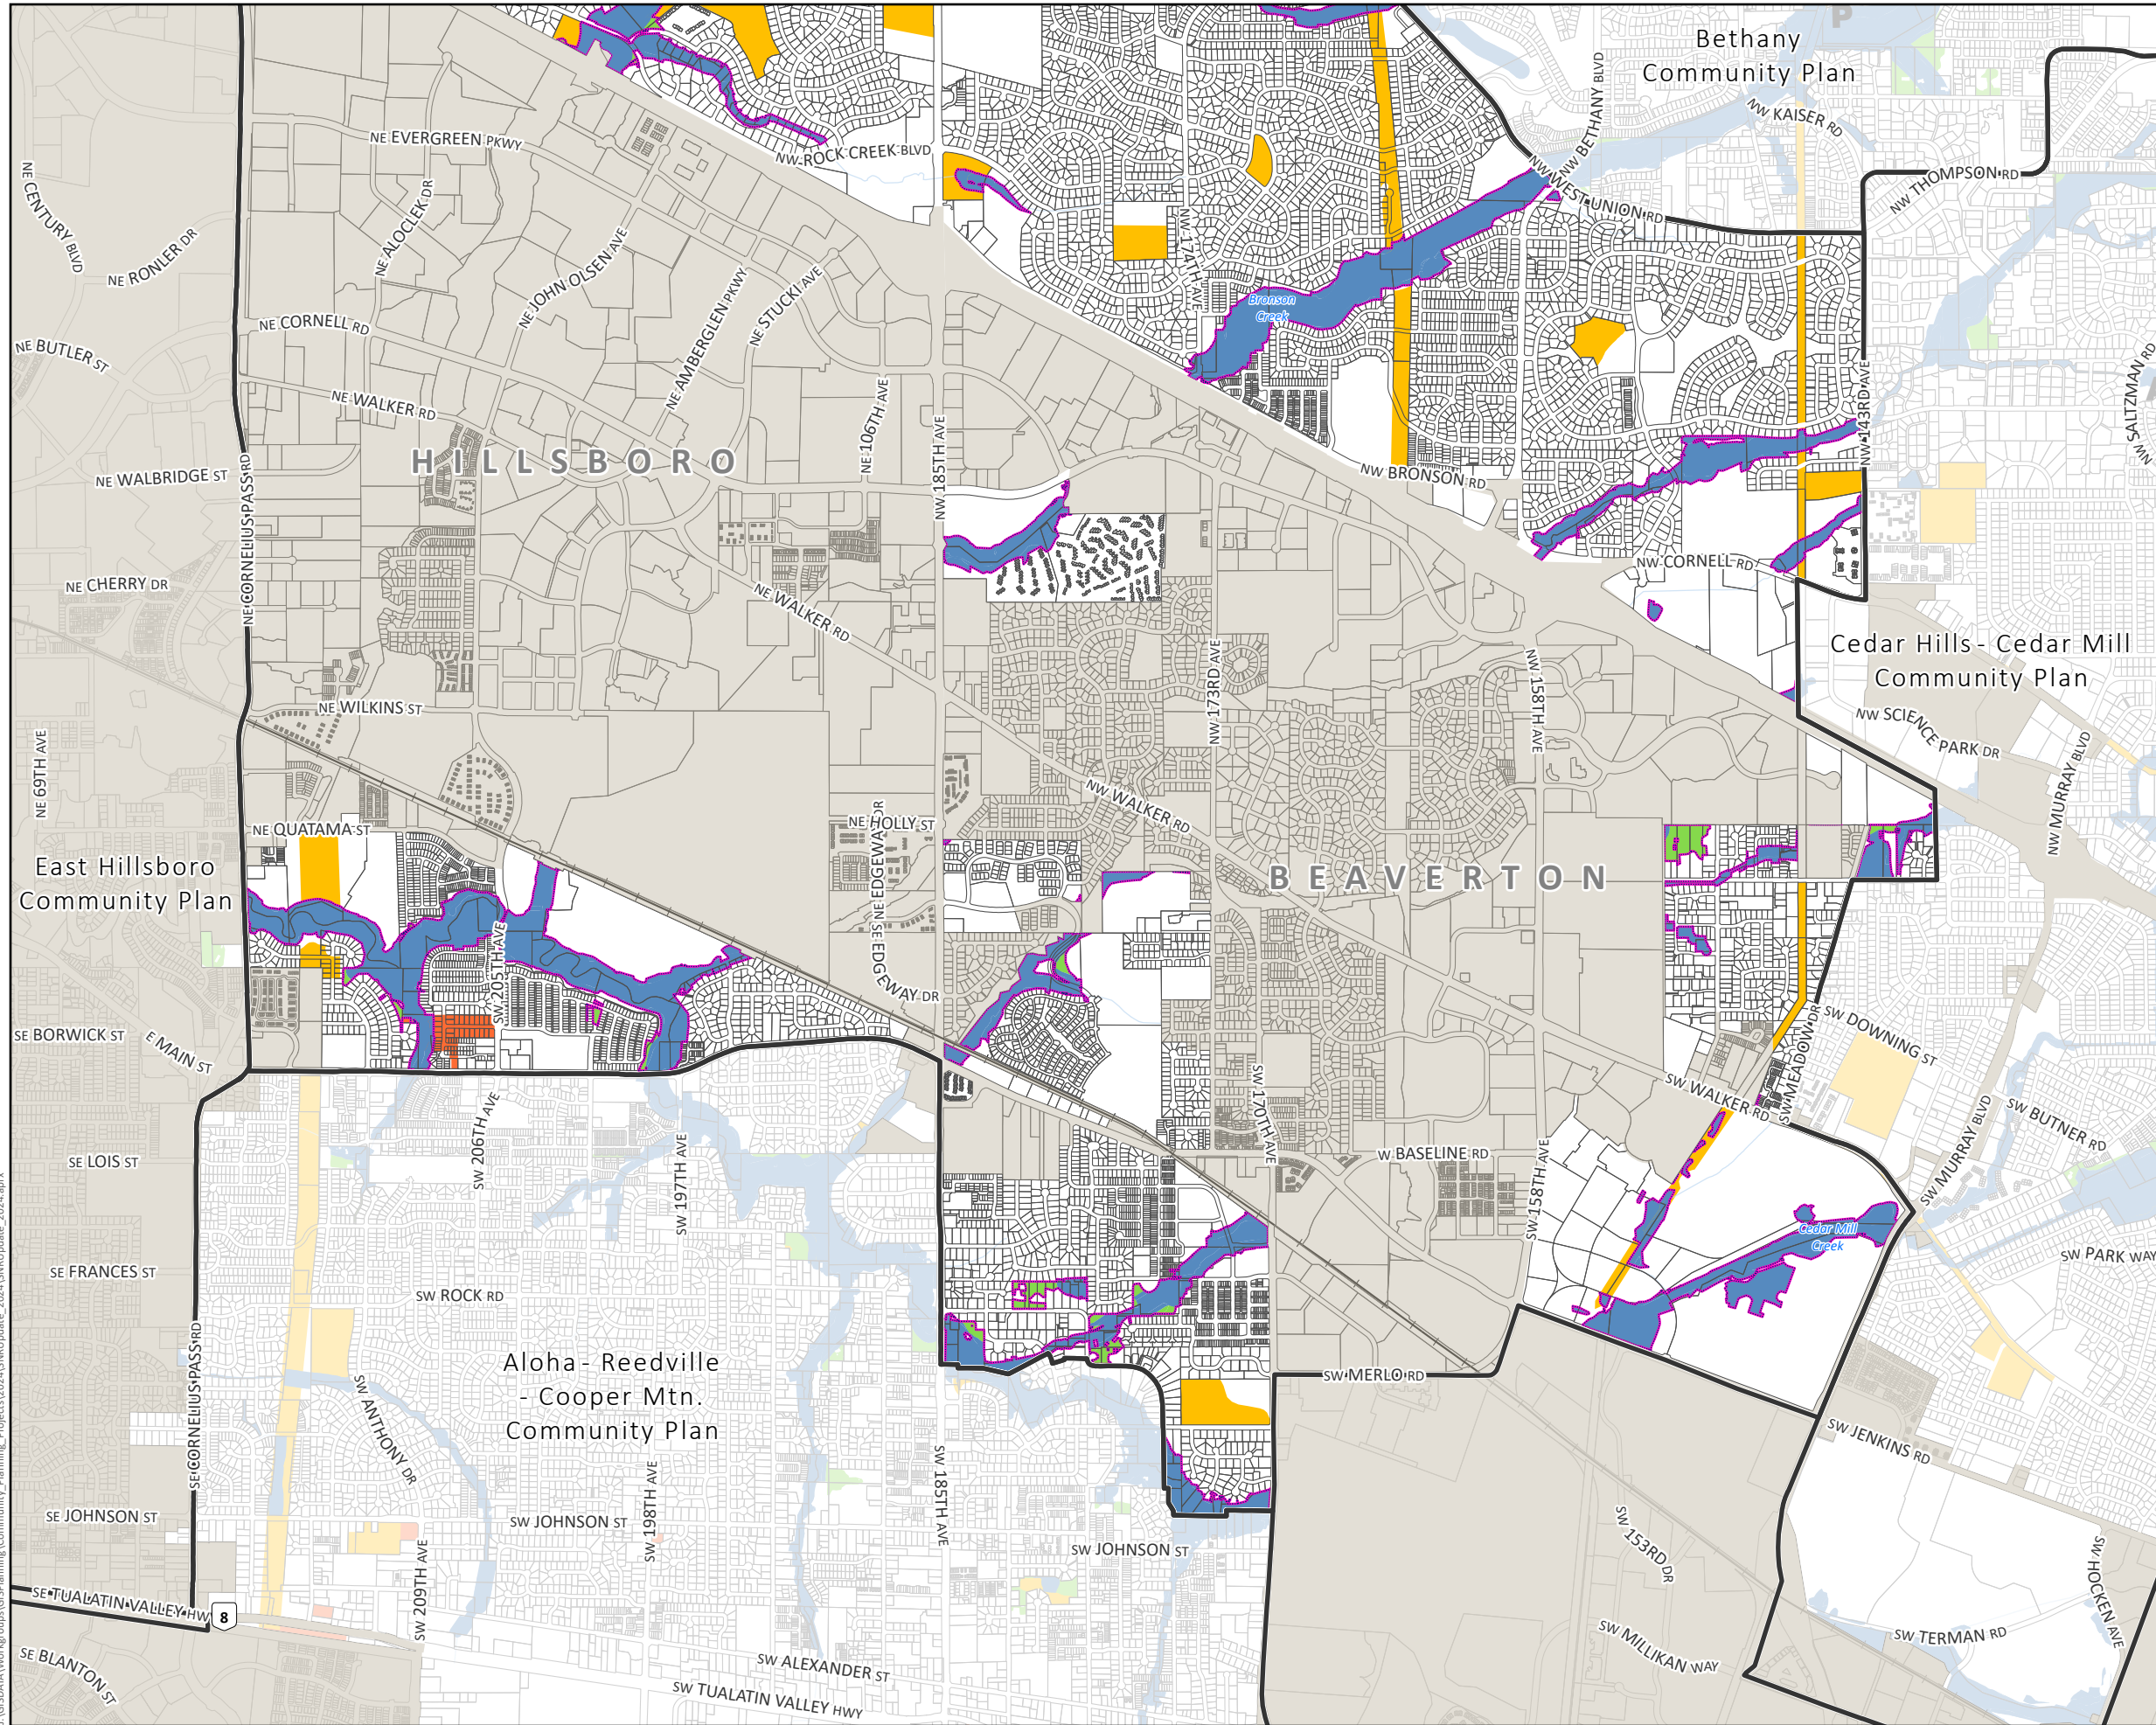 Bethany
Community Plan
NW BETHANY BLVD
NW KAISER RD
NE EVERGREEN PKWY
NW ROCK CREEK BLVD
NW WEST UNION RD
NW THOMPSON RD
NE CENTURY BLVD
NE RONLER DR
NE ALOCLEK DR
NE JOHN OLSEN AVE
NE AMBERGLEN PKWY
NE STUCKI AVE
NW 174TH AVE
Bronson
Creek
NE CORNELL RD
NE BUTLER ST
NE WALKER RD
NE 106TH AVE
NW 185TH AVE
NW 143RD AVE
NW SALTZMAN RD
HILLSBORO
NE WALBRIDGE ST
NE CORNELIUS PASS RD
NW BRONSON RD
NE CHERRY DR
NE WALKER RD
NW CORNELL RD
Cedar Hills - Cedar Mill
Community Plan
NW 173RD AVE
NW 158TH AVE
NE WILKINS ST
NW SCIENCE PARK DR
NE 69TH AVE
NW MURRAY BLVD
NW WALKER RD
NE HOLLY ST
NE QUATAMA ST
East Hillsboro
Community Plan
BEAVERTON
SE NE EDGEWAY DR
SE EDGEWAY DR
SW 205TH AVE
SE BORWICK ST
E MAIN ST
SW DOWNING ST
SW MEADOW DR
SW WALKER RD
SW MURRAY BLVD
SW BUTNER RD
SW 170TH AVE
SW 206TH AVE
SW 197TH AVE
SE LOIS ST
W BASELINE RD
SW 158TH AVE
Cedar Mill
Creek
SW PARK WAY
SE FRANCES ST
SW ROCK RD
Aloha - Reedville
- Cooper Mtn.
Community Plan
SW MERLO RD
SE CORNELIUS PASS RD
SW ANTHONY DR
SW JENKINS RD
SW 185TH AVE
SW 198TH AVE
SE JOHNSON ST
SW JOHNSON ST
SW JOHNSON ST
SW 153RD DR
SW HOCKEN AVE
SW 209TH AVE
SE TUALATIN VALLEY HW
8
SW TERMAN RD
SW MILLIKAN WAY
SE BLANTON ST
SW ALEXANDER ST
SW TUALATIN VALLEY HWY